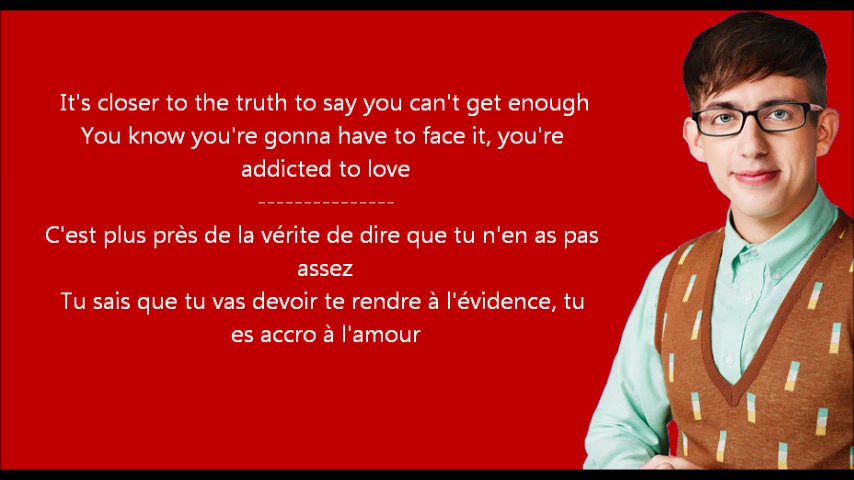 It's closer to the truth to say you can't get enough
You know you're gonna have to face it, you're
addicted to love
---------------
C'est plus près de la vérite de dire que tu n'en as pas
assez
Tu sais que tu vas devoir te rendre à l'évidence, tu
es accro à l'amour